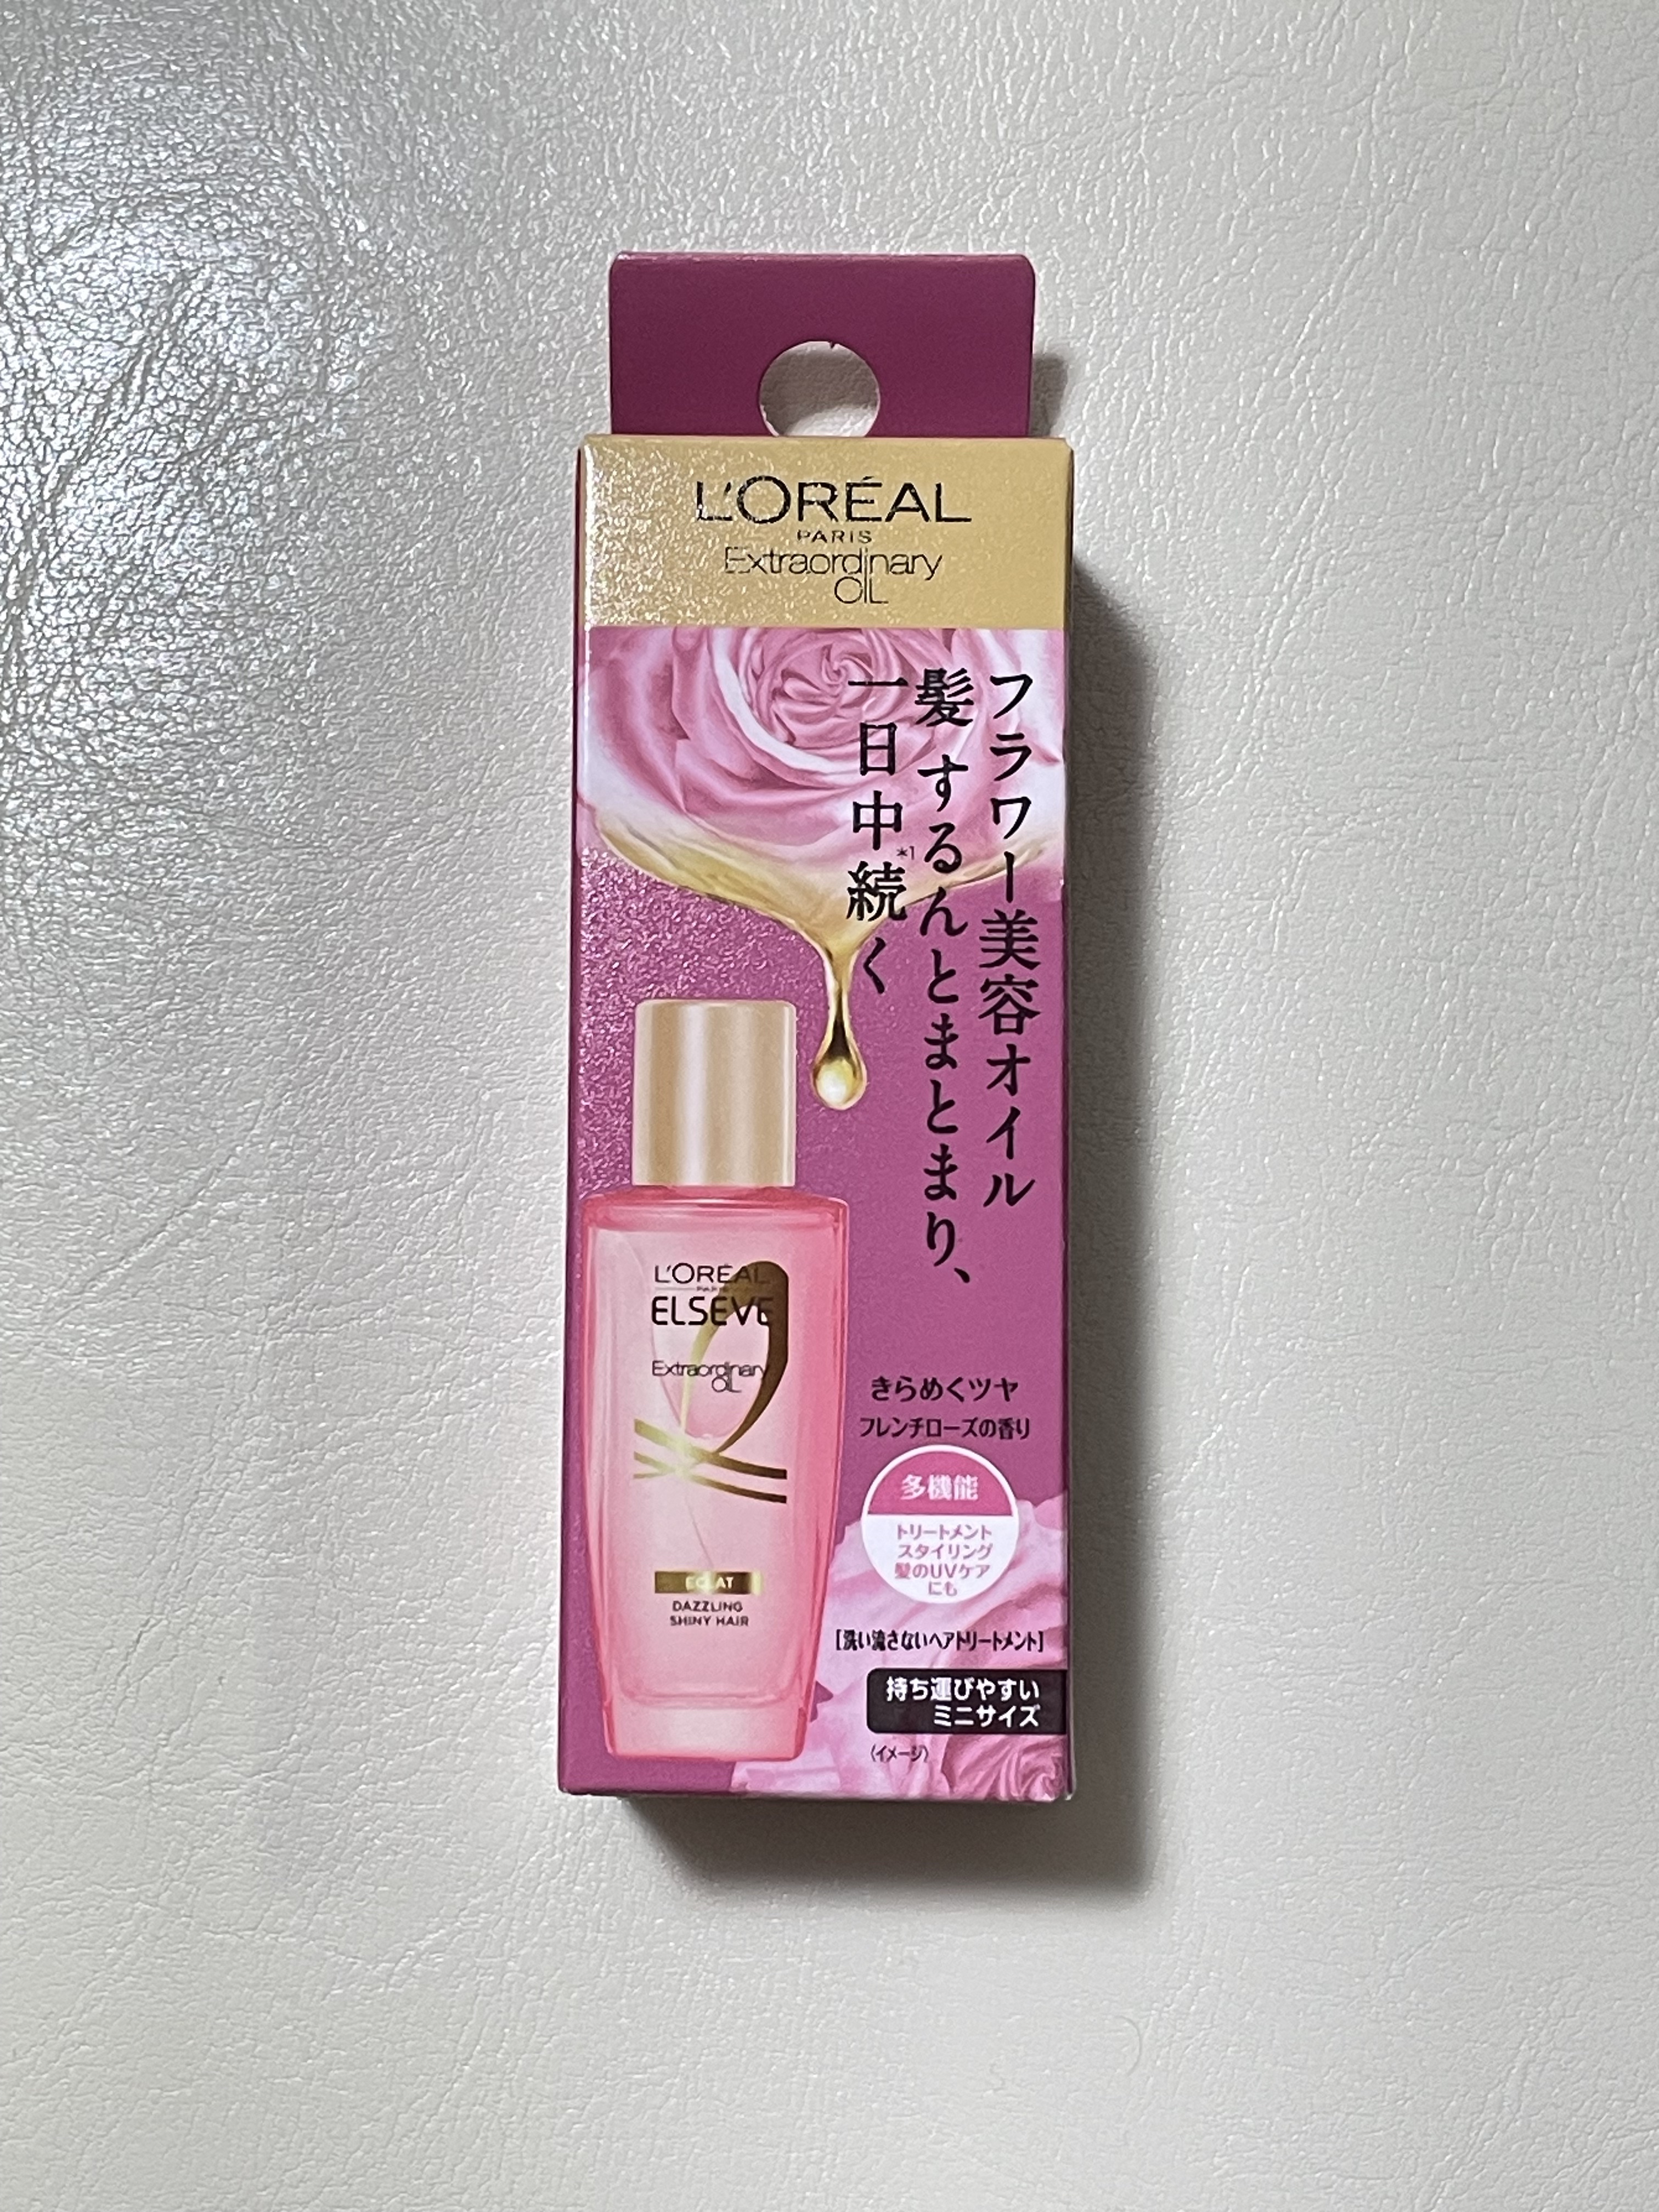 L'ORÉAL
PARIS
Extraordinary
OIL
フラワー美容オイル
髪 するんとまとまり、
一日中*1続く
L'ORÉAL
PARIS
ELSEVE
Extraordinary
OIL
ECLAT
DAZZLING
SHINY HAIR
きらめくツヤ
フレンチローズの香り
多機能
トリートメント
スタイリング
髪のUVケア
にも
[洗い流さないヘアトリートメント]
持ち運びやすい
ミニサイズ
(イメージ)